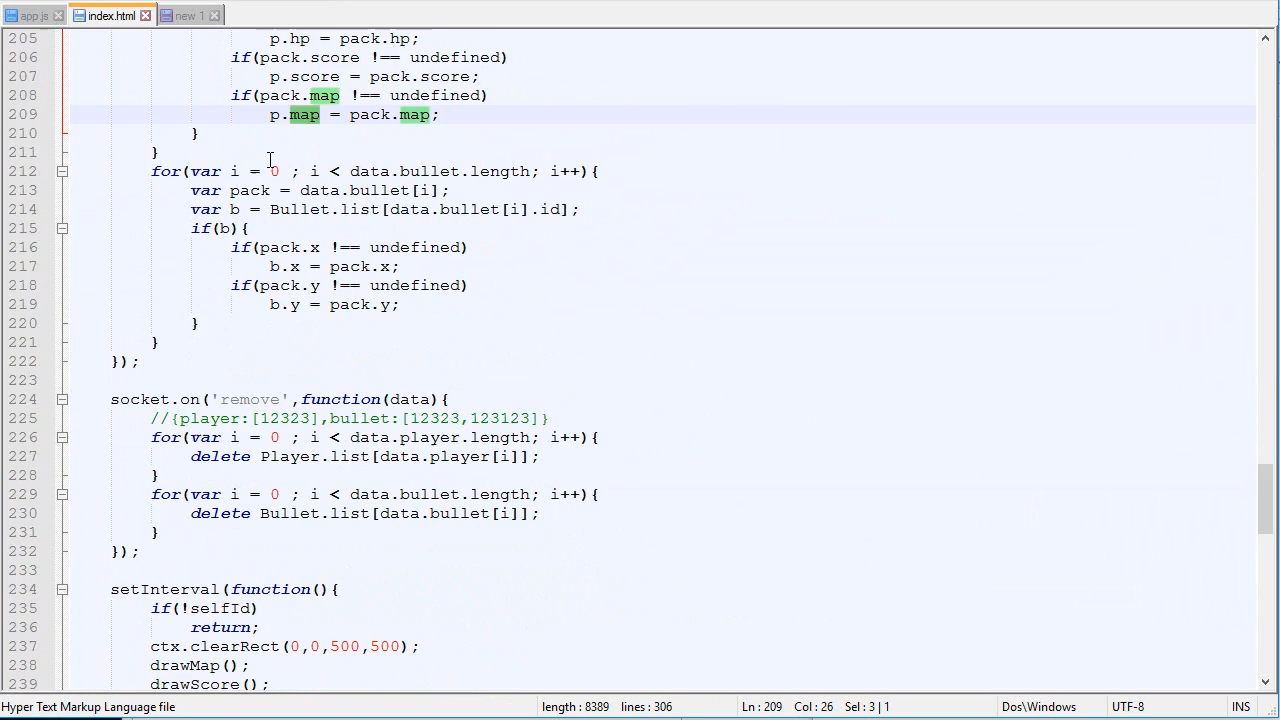 app.js index.html new 1
205 p.hp = pack.hp;
206 if(pack.score !== undefined)
207 p.score = pack.score;
208 if(pack.map !== undefined)
209 p.map = pack.map;
210 }
211 }
212 for(var i = 0 ; i < data.bullet.length; i++){
213 var pack = data.bullet[i];
214 var b = Bullet.list[data.bullet[i].id];
215 if(b){
216 if(pack.x !== undefined)
217 b.x = pack.x;
218 if(pack.y !== undefined)
219 b.y = pack.y;
220 }
221 }
222 });
223
224 socket.on('remove',function(data){
225 //{player:[12323],bullet:[12323,123123]}
226 for(var i = 0 ; i < data.player.length; i++){
227 delete Player.list[data.player[i]];
228 }
229 for(var i = 0 ; i < data.bullet.length; i++){
230 delete Bullet.list[data.bullet[i]];
231 }
232 });
233
234 setInterval(function(){
235 if(!selfId)
236 return;
237 ctx.clearRect(0,0,500,500);
238 drawMap();
239 drawScore();
Hyper Text Markup Language file length : 8389 lines : 306 Ln : 209 Col : 26 Sel : 3 | 1 Dos\Windows UTF-8 INS